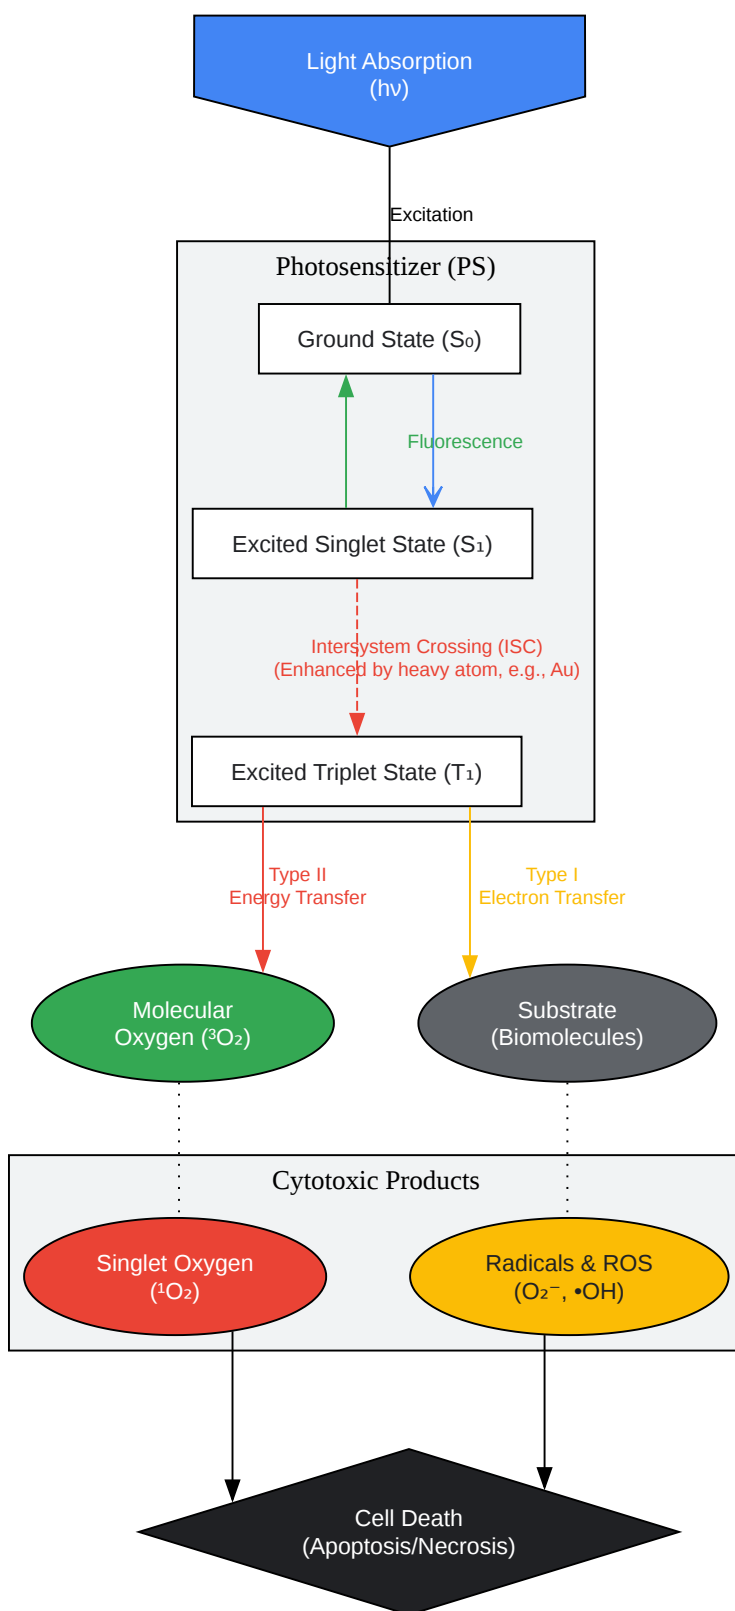 Light Absorption
(hν)
Excitation
Photosensitizer (PS)
Ground State (S₀)
Fluorescence
Excited Singlet State (S₁)
Intersystem Crossing (ISC)
(Enhanced by heavy atom, e.g., Au)
Excited Triplet State (T₁)
Type II
Energy Transfer
Type I
Electron Transfer
Molecular
Oxygen (³O₂)
Substrate
(Biomolecules)
Cytotoxic Products
Singlet Oxygen
(¹O₂)
Radicals & ROS
(O₂⁻, •OH)
Cell Death
(Apoptosis/Necrosis)